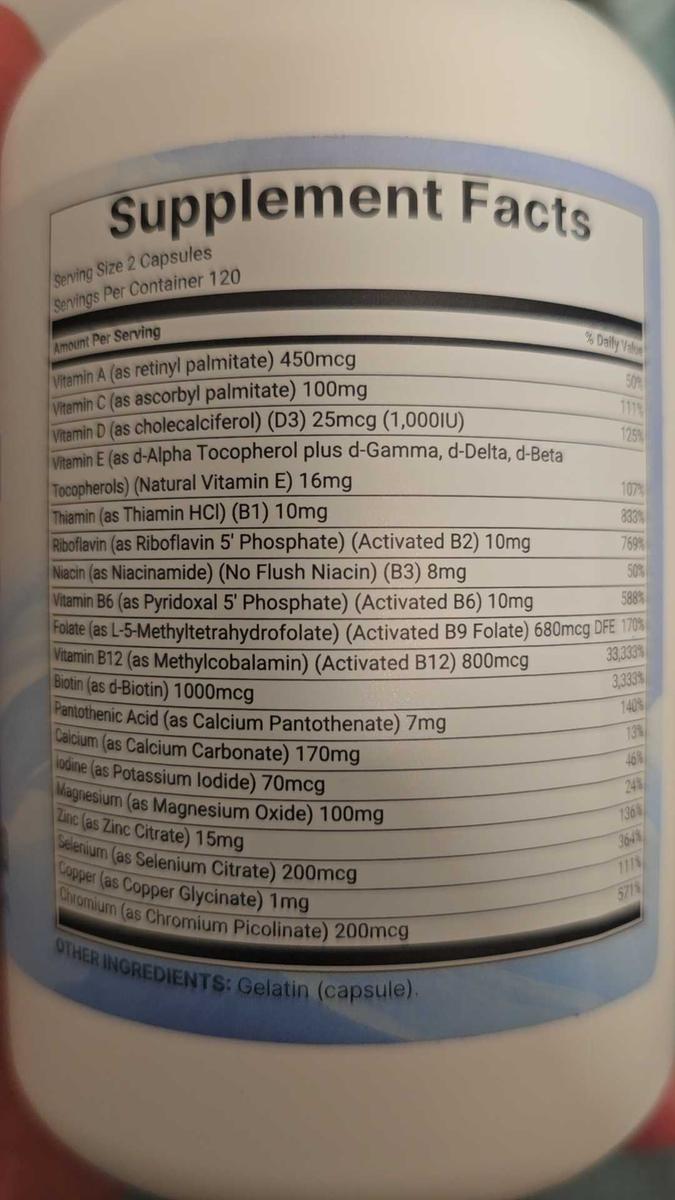 Supplement Facts
Serving Size 2 Capsules
Servings Per Container 120
Amount Per Serving % Daily Value
Vitamin A (as retinyl palmitate) 450mcg 50%
Vitamin C (as ascorbyl palmitate) 100mg 111%
Vitamin D (as cholecalciferol) (D3) 25mcg (1,000IU) 125%
Vitamin E (as d-Alpha Tocopherol plus d-Gamma, d-Delta, d-Beta
Tocopherols) (Natural Vitamin E) 16mg 107%
Thiamin (as Thiamin HCl) (B1) 10mg 833%
Riboflavin (as Riboflavin 5' Phosphate) (Activated B2) 10mg 769%
Niacin (as Niacinamide) (No Flush Niacin) (B3) 8mg 50%
Vitamin B6 (as Pyridoxal 5' Phosphate) (Activated B6) 10mg 588%
Folate (as L-5-Methyltetrahydrofolate) (Activated B9 Folate) 680mcg DFE 170%
Vitamin B12 (as Methylcobalamin) (Activated B12) 800mcg 33,333%
Biotin (as d-Biotin) 1000mcg 3,333%
Pantothenic Acid (as Calcium Pantothenate) 7mg 140%
Calcium (as Calcium Carbonate) 170mg 13%
Iodine (as Potassium Iodide) 70mcg 46%
Magnesium (as Magnesium Oxide) 100mg 24%
Zinc (as Zinc Citrate) 15mg 136%
Selenium (as Selenium Citrate) 200mcg 364%
Copper (as Copper Glycinate) 1mg 111%
Chromium (as Chromium Picolinate) 200mcg 571%
OTHER INGREDIENTS: Gelatin (capsule).